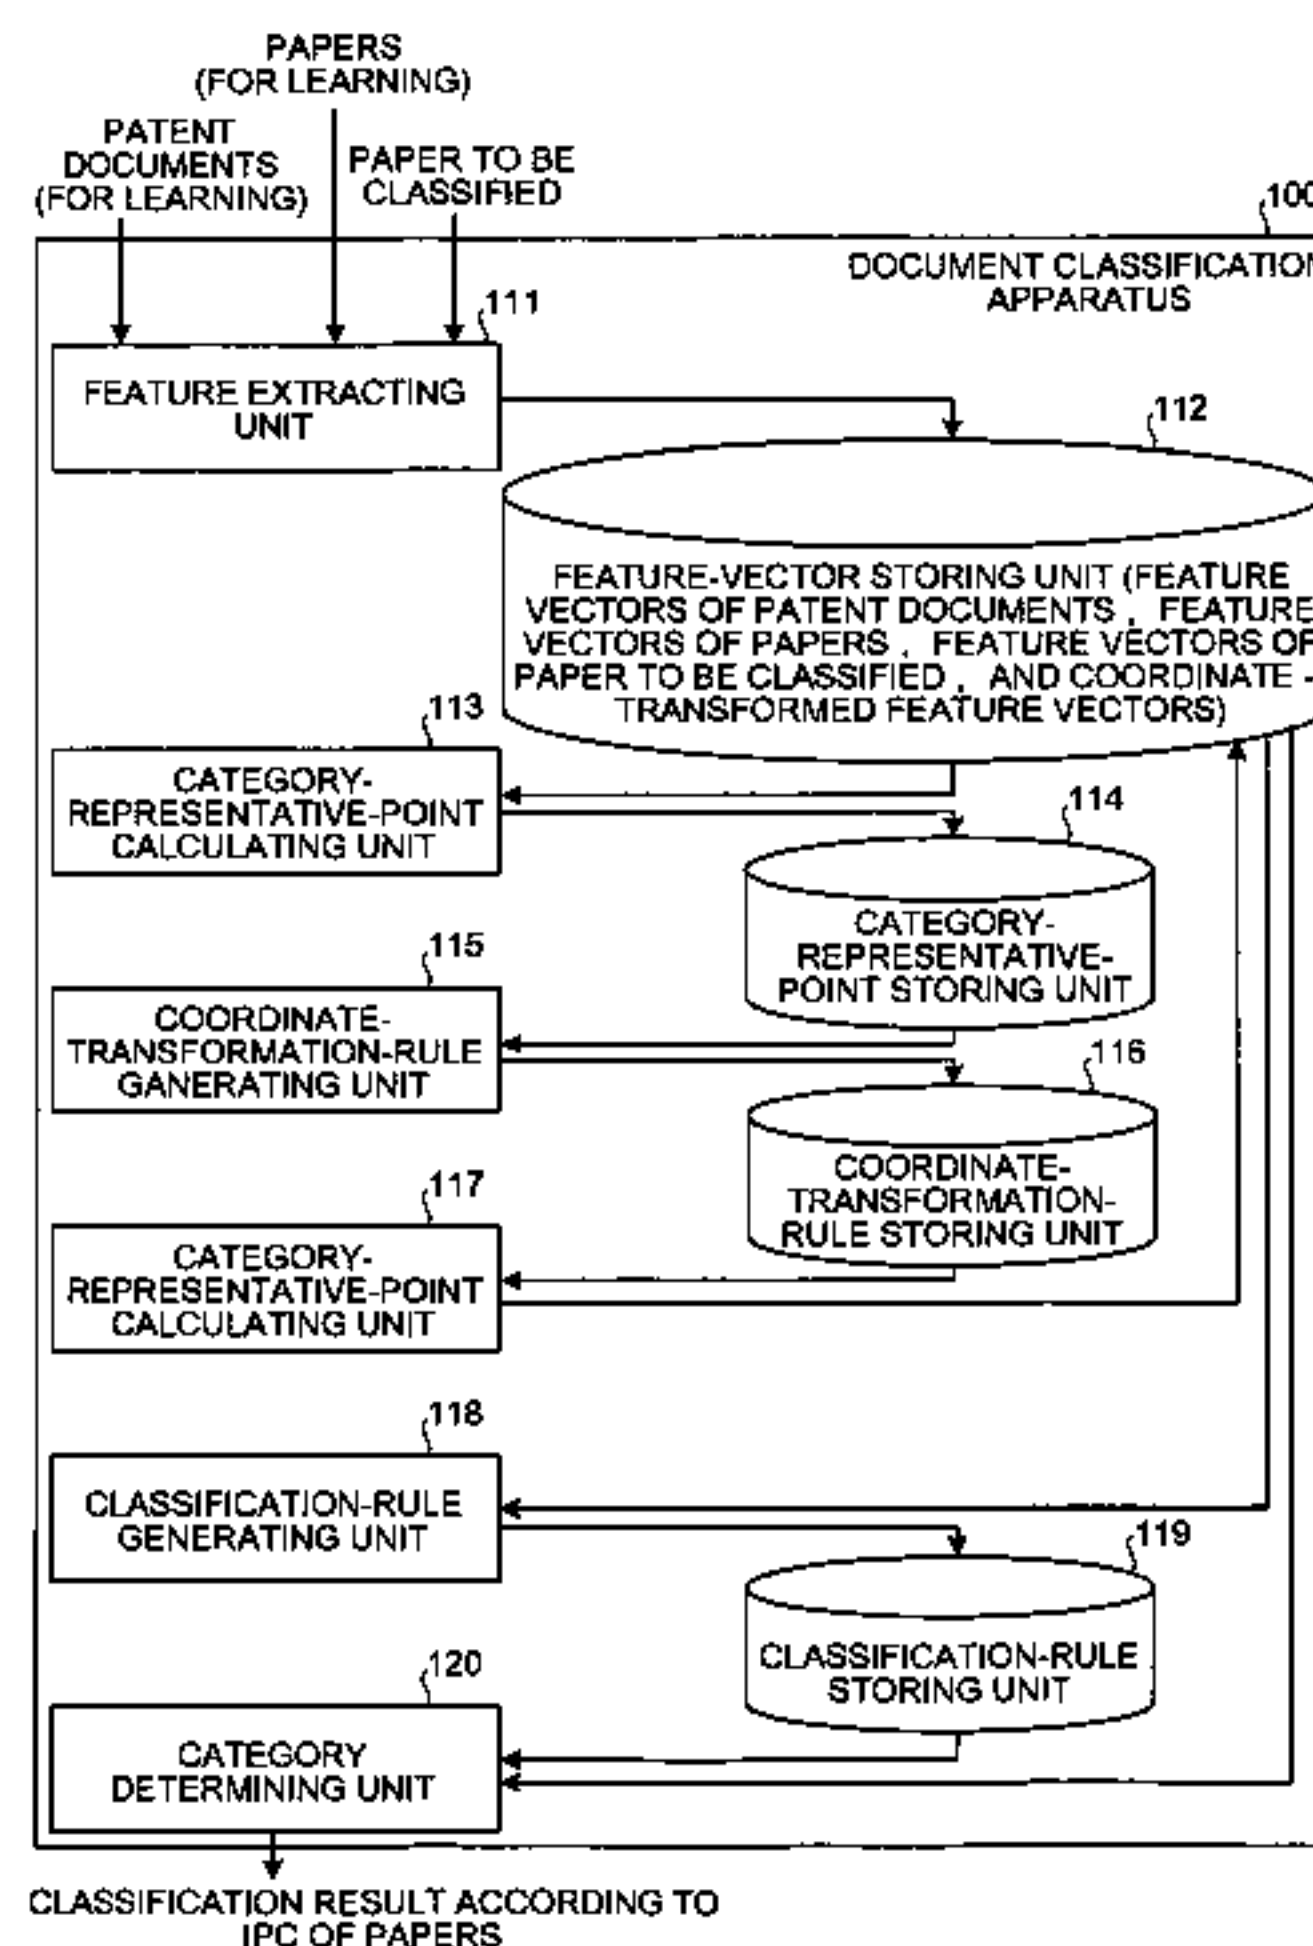 PAPERS
(FOR LEARNING)
PATENT
DOCUMENTS
(FOR LEARNING)
PAPER TO BE
CLASSIFIED
100
DOCUMENT CLASSIFICATION
APPARATUS
111
FEATURE EXTRACTING
UNIT
112
FEATURE-VECTOR STORING UNIT (FEATURE
VECTORS OF PATENT DOCUMENTS , FEATURE
VECTORS OF PAPERS , FEATURE VECTORS OF
PAPER TO BE CLASSIFIED , AND COORDINATE -
TRANSFORMED FEATURE VECTORS)
113
CATEGORY-
REPRESENTATIVE-POINT
CALCULATING UNIT
114
CATEGORY-
REPRESENTATIVE-
POINT STORING UNIT
115
COORDINATE-
TRANSFORMATION-RULE
GANERATING UNIT
116
COORDINATE-
TRANSFORMATION-
RULE STORING UNIT
117
CATEGORY-
REPRESENTATIVE-POINT
CALCULATING UNIT
118
CLASSIFICATION-RULE
GENERATING UNIT
119
CLASSIFICATION-RULE
STORING UNIT
120
CATEGORY
DETERMINING UNIT
CLASSIFICATION RESULT ACCORDING TO
IPC OF PAPERS